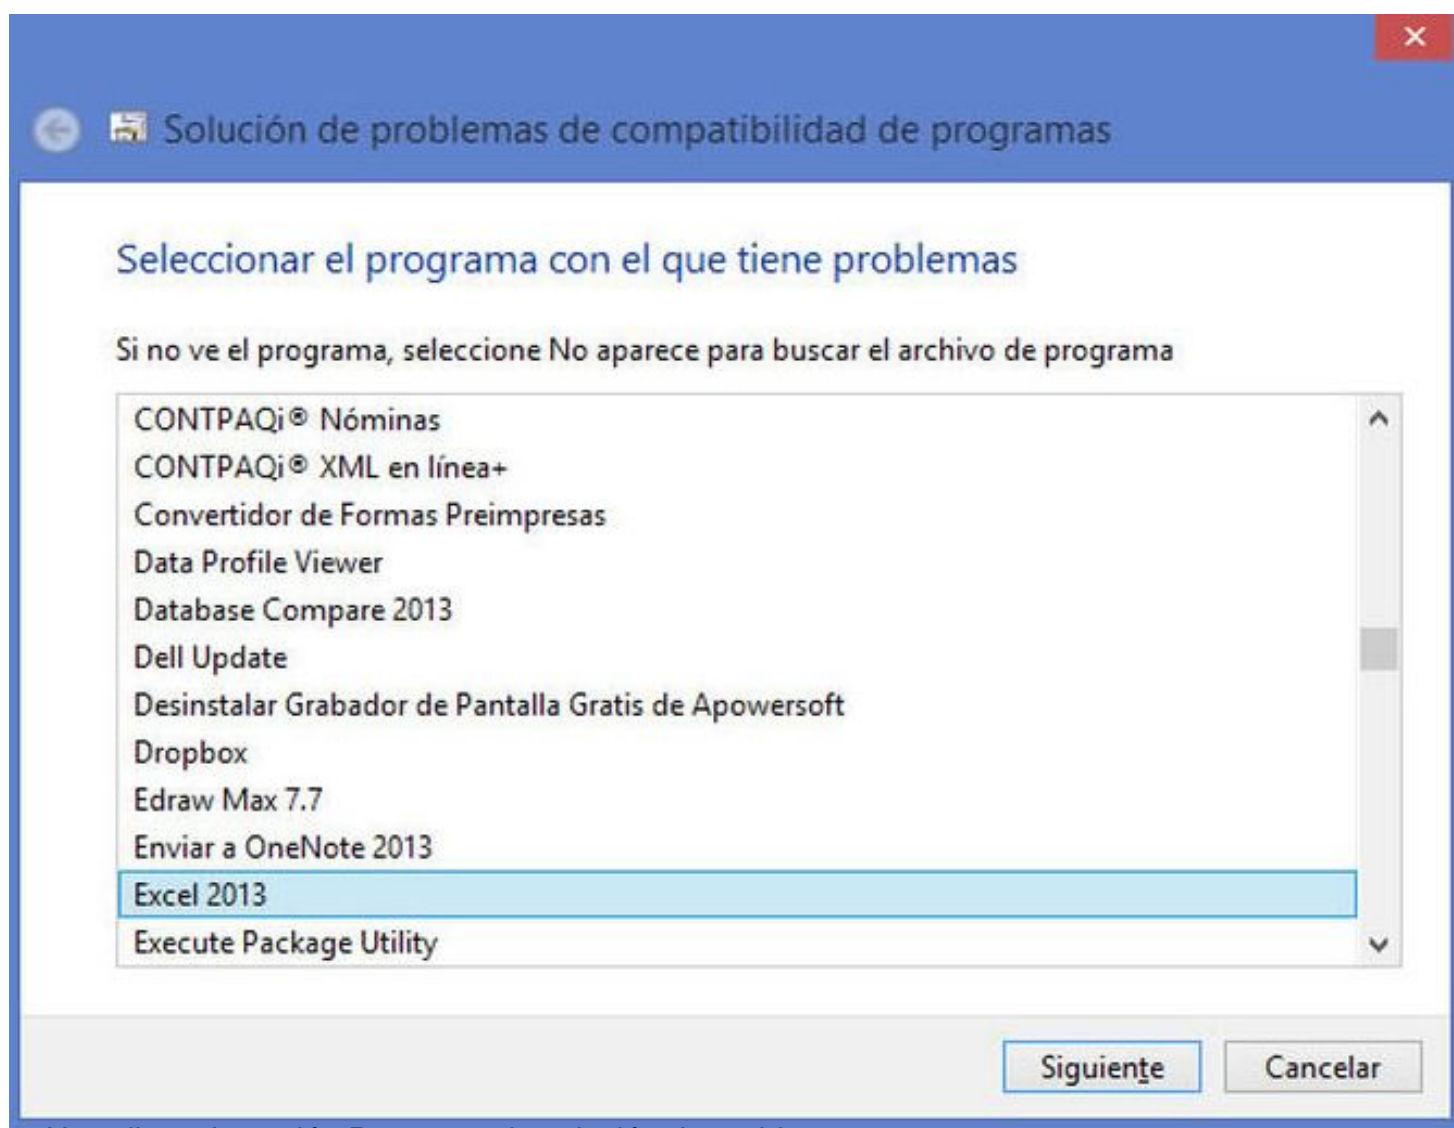 Solución de problemas de compatibilidad de programas
Seleccionar el programa con el que tiene problemas
Si no ve el programa, seleccione No aparece para buscar el archivo de programa
CONTPAQi® Nóminas
CONTPAQi® XML en línea+
Convertidor de Formas Preimpresas
Data Profile Viewer
Database Compare 2013
Dell Update
Desinstalar Grabador de Pantalla Gratis de Apowersoft
Dropbox
Edraw Max 7.7
Enviar a OneNote 2013
Excel 2013
Execute Package Utility
Siguiente
Cancelar